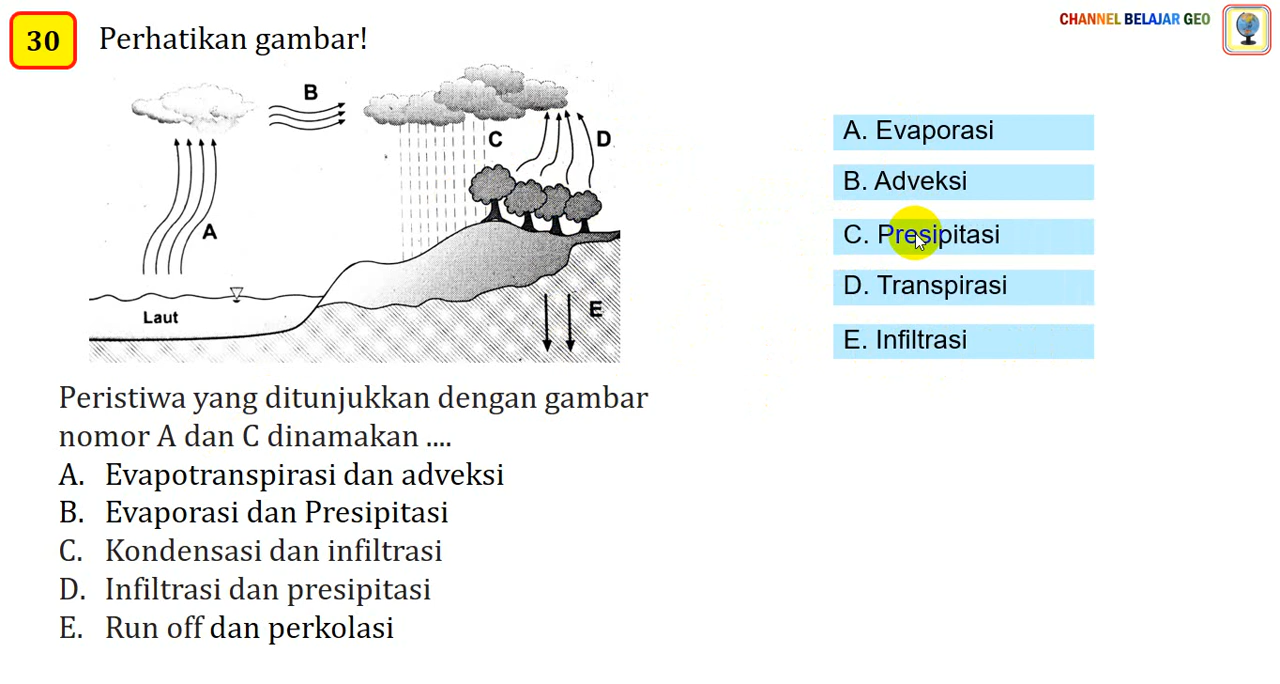 30 Perhatikan gambar!
CHANNEL BELAJAR GEO
B
C
D
A
Laut
E
A. Evaporasi
B. Adveksi
C. Presipitasi
D. Transpirasi
E. Infiltrasi
Peristiwa yang ditunjukkan dengan gambar
nomor A dan C dinamakan ....
A. Evapotranspirasi dan adveksi
B. Evaporasi dan Presipitasi
C. Kondensasi dan infiltrasi
D. Infiltrasi dan presipitasi
E. Run off dan perkolasi